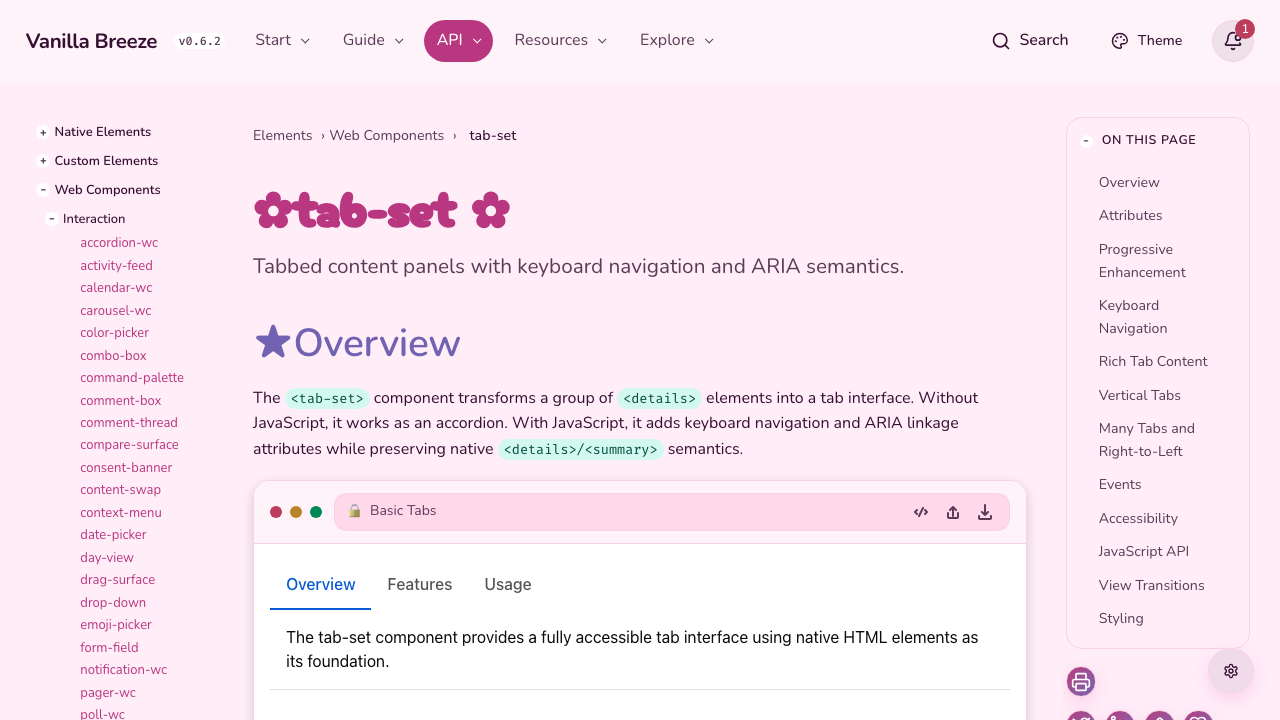 Vanilla Breeze v0.6.2 Start Guide API Resources Explore Search Theme 1
+ Native Elements
+ Custom Elements
− Web Components
− Interaction
accordion-wc
activity-feed
calendar-wc
carousel-wc
color-picker
combo-box
command-palette
comment-box
comment-thread
compare-surface
consent-banner
content-swap
context-menu
date-picker
day-view
drag-surface
drop-down
emoji-picker
form-field
notification-wc
pager-wc
poll-wc
Elements › Web Components › tab-set
✿tab-set ✿
Tabbed content panels with keyboard navigation and ARIA semantics.
★Overview
The <tab-set> component transforms a group of <details> elements into a tab interface. Without
JavaScript, it works as an accordion. With JavaScript, it adds keyboard navigation and ARIA linkage
attributes while preserving native <details>/<summary> semantics.
Basic Tabs
Overview Features Usage
The tab-set component provides a fully accessible tab interface using native HTML elements as
its foundation.
− ON THIS PAGE
Overview
Attributes
Progressive
Enhancement
Keyboard
Navigation
Rich Tab Content
Vertical Tabs
Many Tabs and
Right-to-Left
Events
Accessibility
JavaScript API
View Transitions
Styling